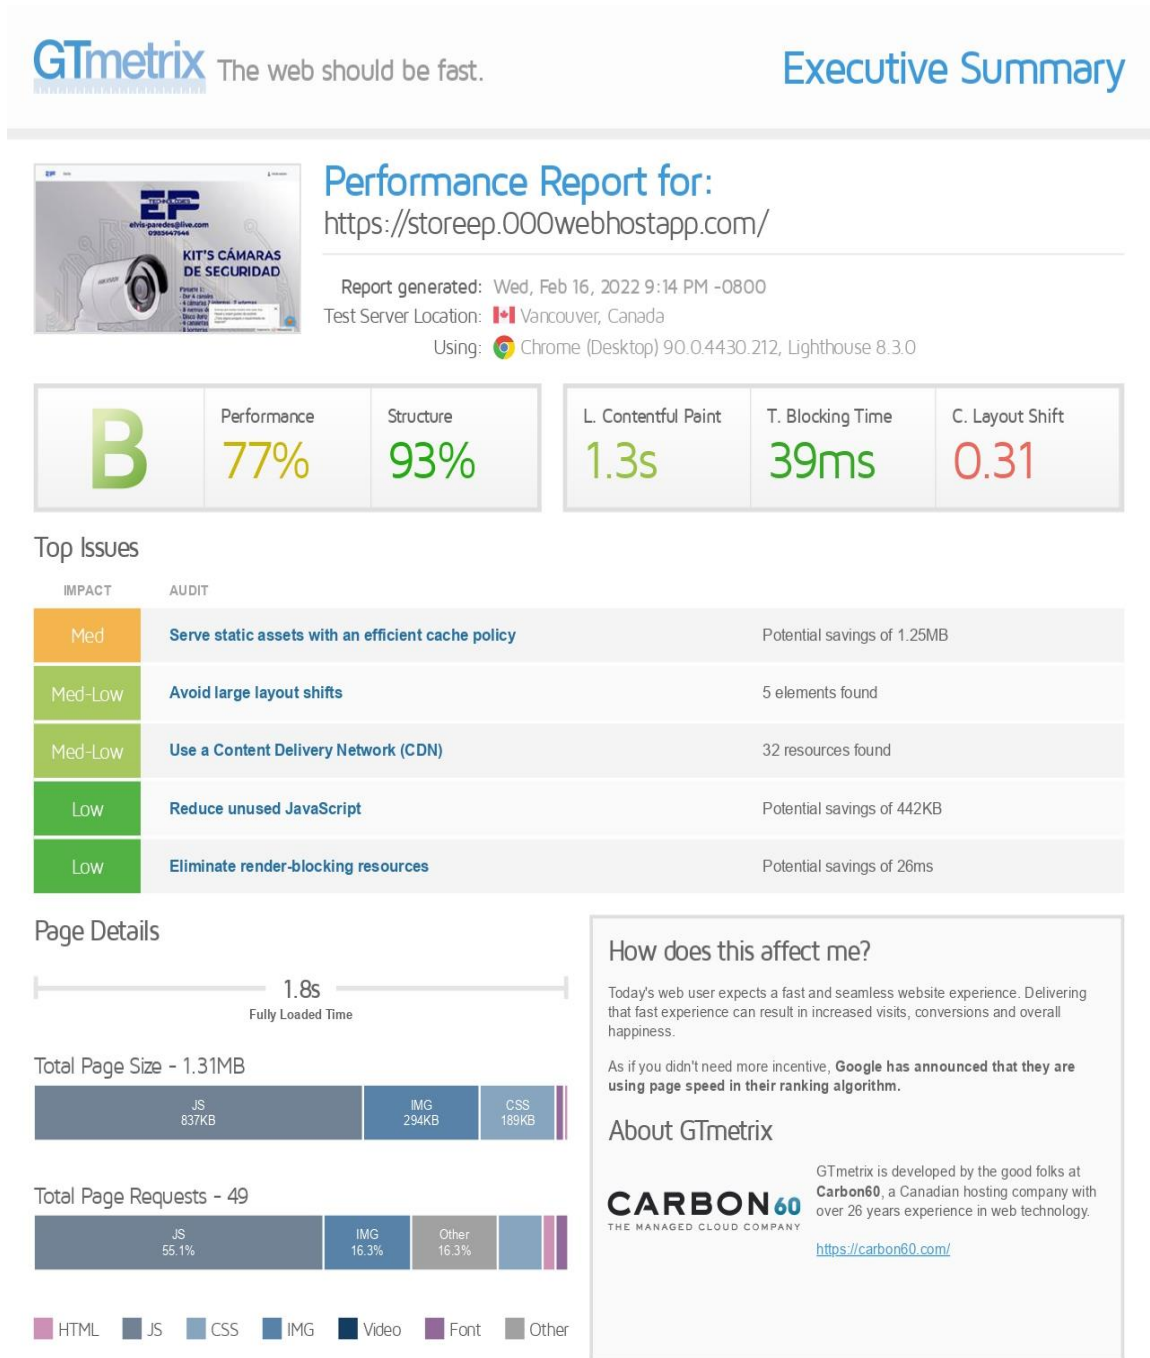 GTmetrix The web should be fast.
Executive Summary
EP
TECHNOLOGIES
elvis-paredes@live.com
0983647646
KIT'S CÁMARAS
DE SEGURIDAD
HIKVISION
Performance Report for:
https://storeep.000webhostapp.com/
Report generated: Wed, Feb 16, 2022 9:14 PM -0800
Test Server Location: Vancouver, Canada
Using: Chrome (Desktop) 90.0.4430.212, Lighthouse 8.3.0
B
Performance
77%
Structure
93%
L. Contentful Paint
1.3s
T. Blocking Time
39ms
C. Layout Shift
0.31
Top Issues
IMPACT AUDIT
Med Serve static assets with an efficient cache policy Potential savings of 1.25MB
Med-Low Avoid large layout shifts 5 elements found
Med-Low Use a Content Delivery Network (CDN) 32 resources found
Low Reduce unused JavaScript Potential savings of 442KB
Low Eliminate render-blocking resources Potential savings of 26ms
Page Details
1.8s
Fully Loaded Time
Total Page Size - 1.31MB
JS
837KB
IMG
294KB
CSS
189KB
Total Page Requests - 49
JS
55.1%
IMG
16.3%
Other
16.3%
HTML JS CSS IMG Video Font Other
How does this affect me?
Today's web user expects a fast and seamless website experience. Delivering
that fast experience can result in increased visits, conversions and overall
happiness.
As if you didn't need more incentive, Google has announced that they are
using page speed in their ranking algorithm.
About GTmetrix
CARBON60
THE MANAGED CLOUD COMPANY
GTmetrix is developed by the good folks at
Carbon60, a Canadian hosting company with
over 26 years experience in web technology.
https://carbon60.com/